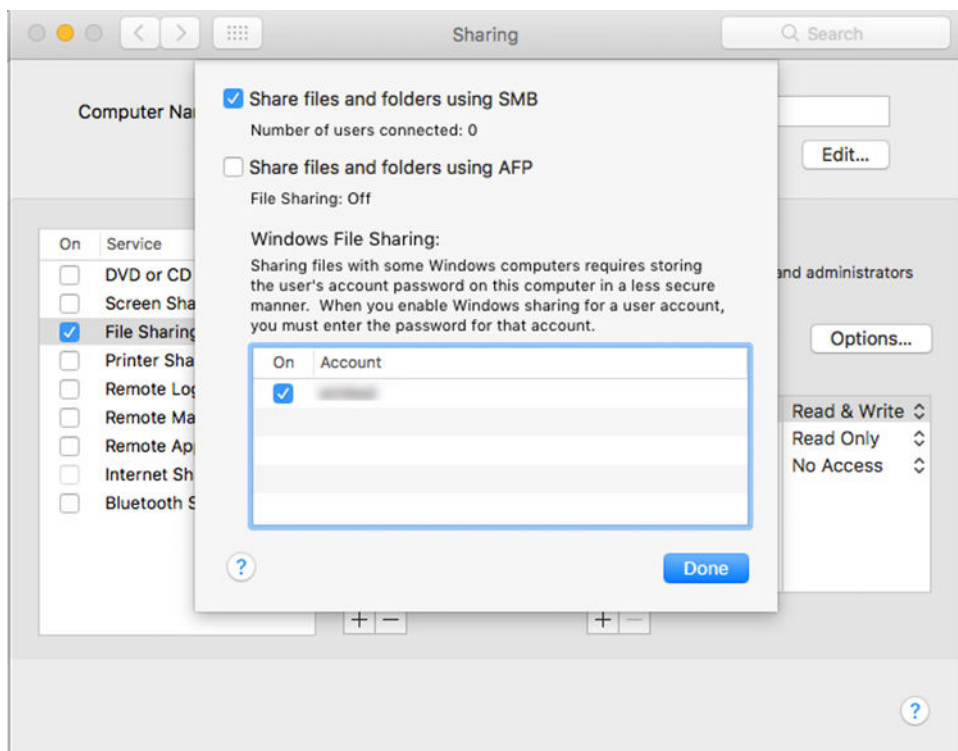 Sharing
Search
Computer Na
Edit...
Share files and folders using SMB
Number of users connected: 0
Share files and folders using AFP
File Sharing: Off
Windows File Sharing:
Sharing files with some Windows computers requires storing
the user's account password on this computer in a less secure
manner. When you enable Windows sharing for a user account,
you must enter the password for that account.
On Account
On Service
DVD or CD
Screen Sha
File Sharing
Printer Sha
Remote Log
Remote Ma
Remote Ap
Internet Sh
Bluetooth S
and administrators
Options...
Read & Write
Read Only
No Access
?
Done
+ −
+ −
?